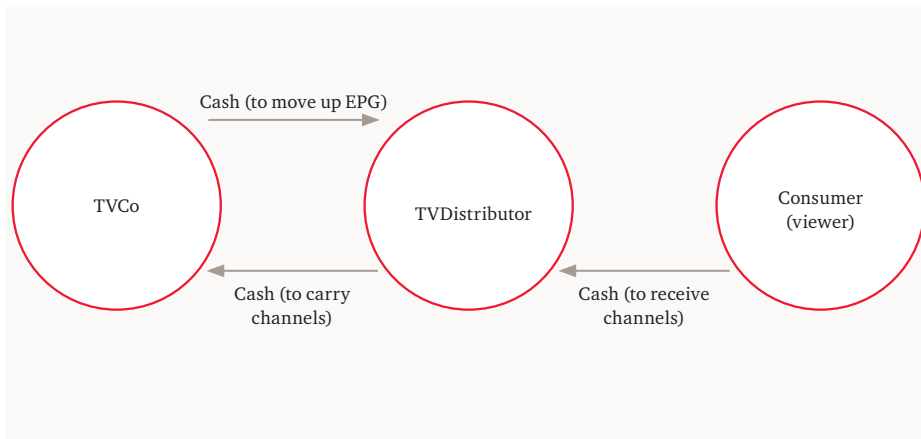 Cash (to move up EPG)
TVCo
TVDistributor
Consumer
(viewer)
Cash (to carry
channels)
Cash (to receive
channels)